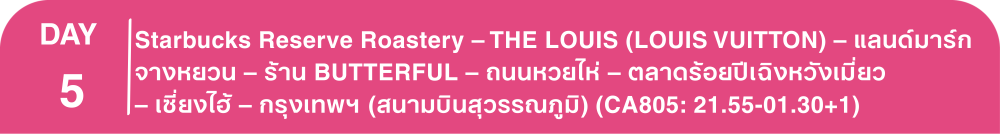 DAY
5
Starbucks Reserve Roastery – THE LOUIS (LOUIS VUITTON) – แลนด์มาร์ก
จางหยวน – ร้าน BUTTERFUL – ถนนหวยไห่ – ตลาดร้อยปีเฉิงหวังเมี่ยว
– เซี่ยงไฮ้ – กรุงเทพฯ (สนามบินสุวรรณภูมิ) (CA805: 21.55-01.30+1)